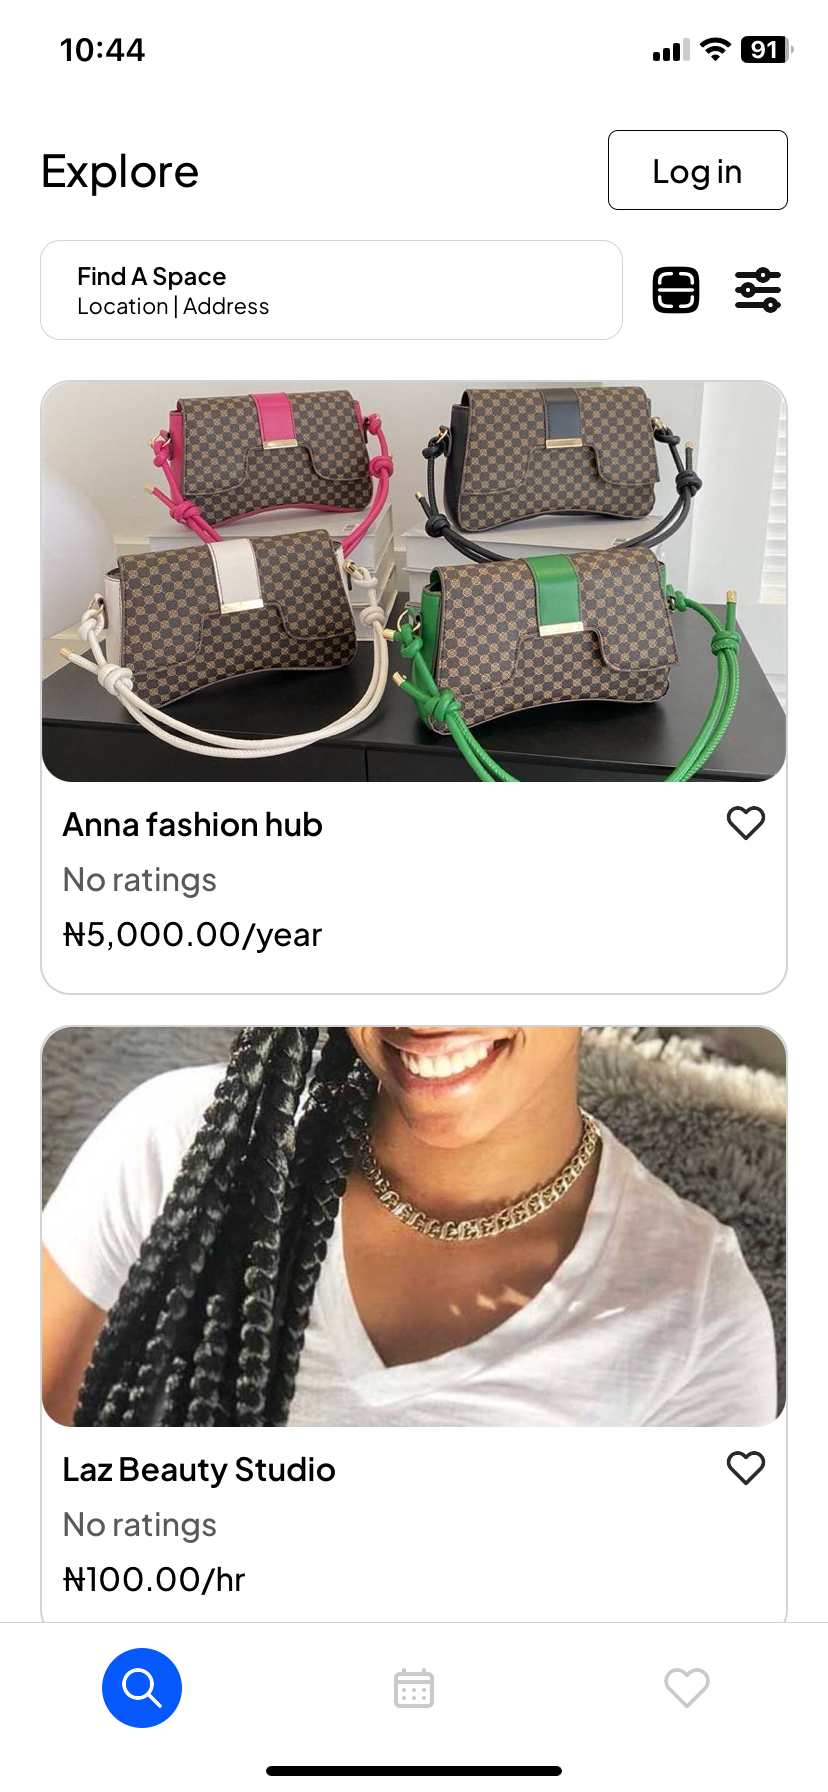 10:44
91
Explore
Log in
Find A Space
Location | Address
Anna fashion hub
No ratings
₦5,000.00/year
Laz Beauty Studio
No ratings
₦100.00/hr